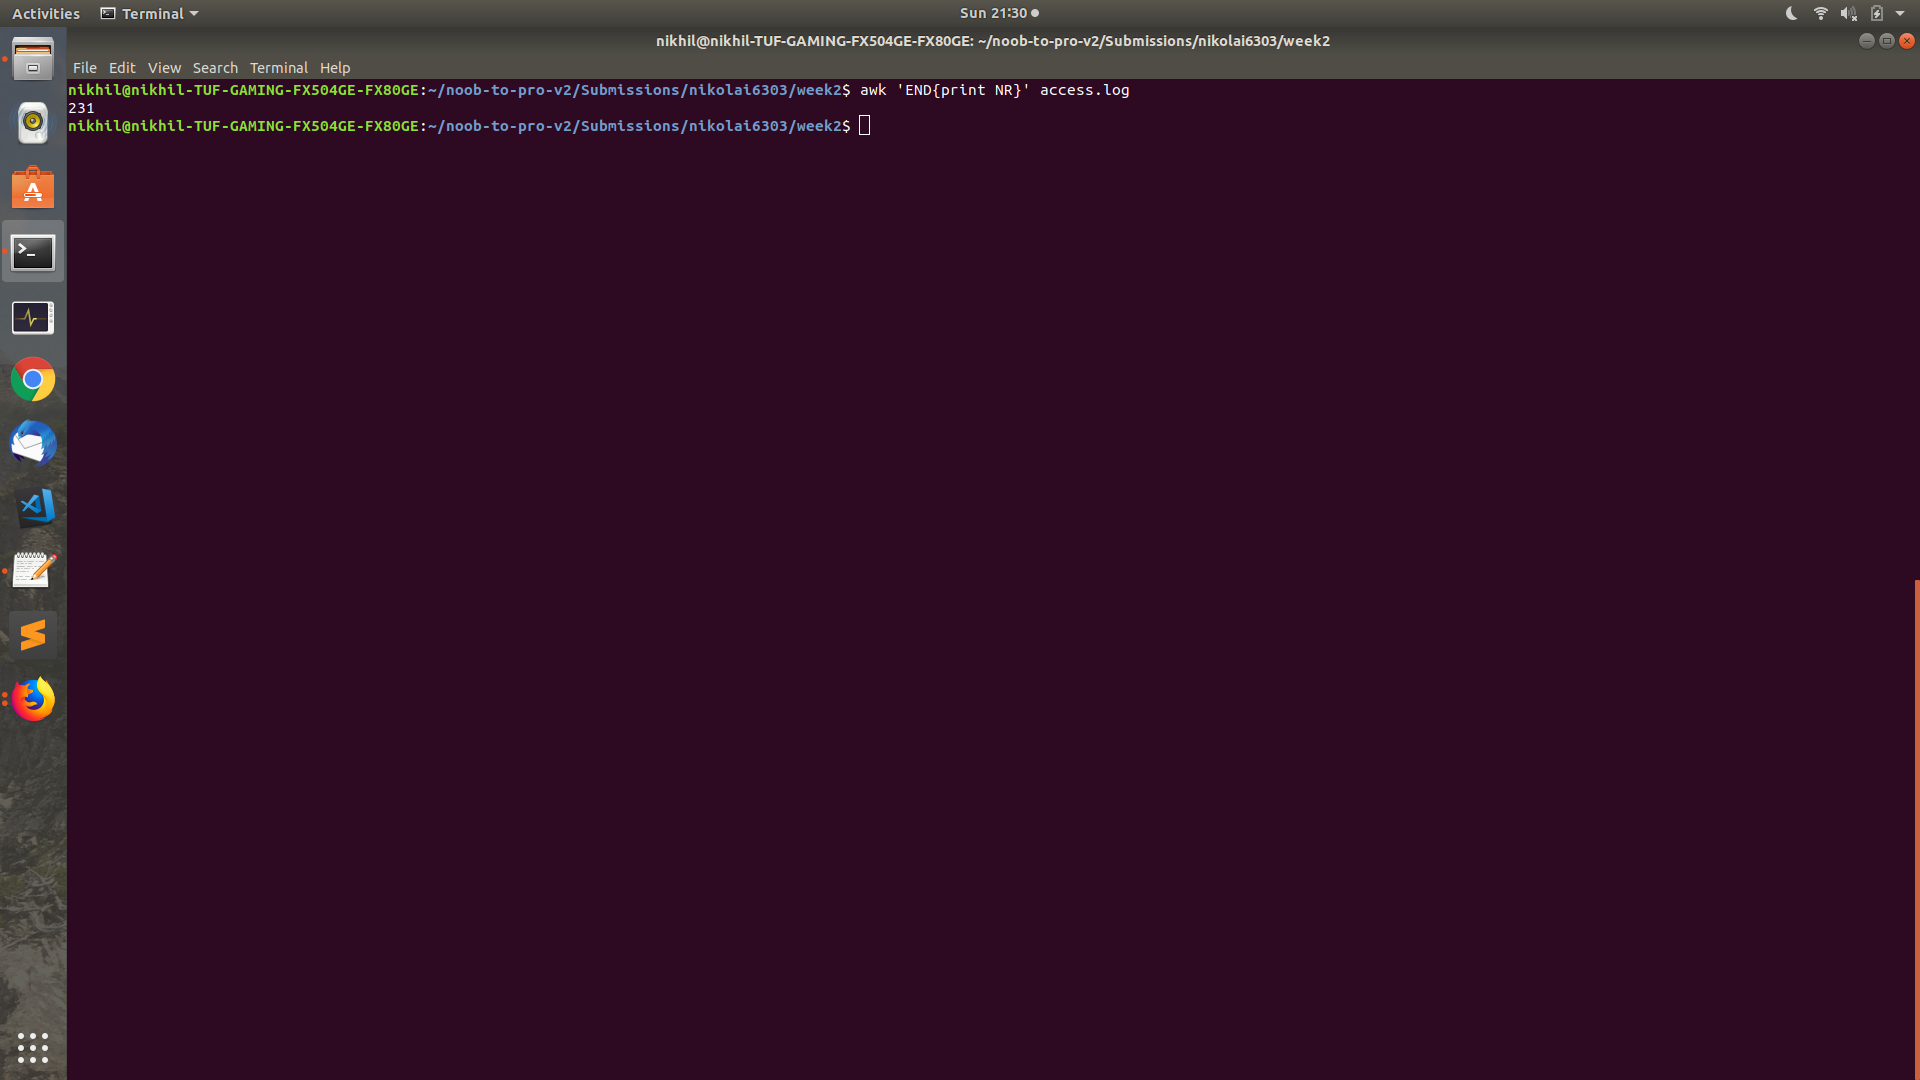 Activities Terminal Sun 21:30
nikhil@nikhil-TUF-GAMING-FX504GE-FX80GE: ~/noob-to-pro-v2/Submissions/nikolai6303/week2
File Edit View Search Terminal Help
nikhil@nikhil-TUF-GAMING-FX504GE-FX80GE:~/noob-to-pro-v2/Submissions/nikolai6303/week2$ awk 'END{print NR}' access.log
231
nikhil@nikhil-TUF-GAMING-FX504GE-FX80GE:~/noob-to-pro-v2/Submissions/nikolai6303/week2$